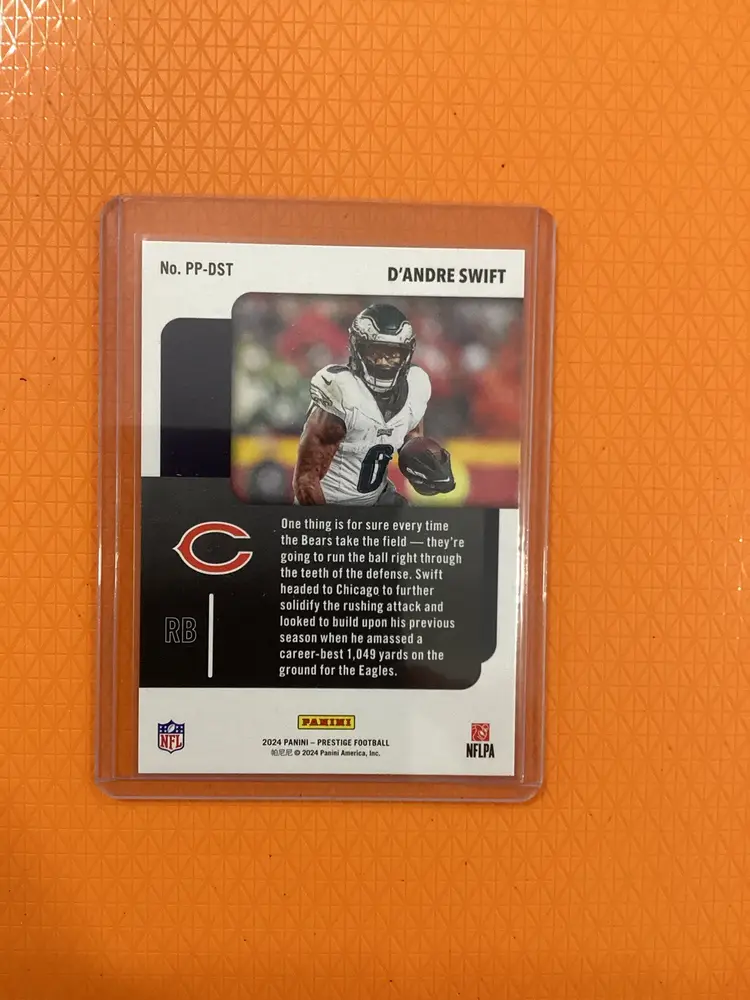 No. PP-DST
D'ANDRE SWIFT
0
One thing is for sure every time
the Bears take the field — they're
going to run the ball right through
the teeth of the defense. Swift
headed to Chicago to further
solidify the rushing attack and
looked to build upon his previous
season when he amassed a
career-best 1,049 yards on the
ground for the Eagles.
RB
PANINI
NFL
2024 PANINI – PRESTIGE FOOTBALL
帕尼尼 © 2024 Panini America, Inc.
NFLPA